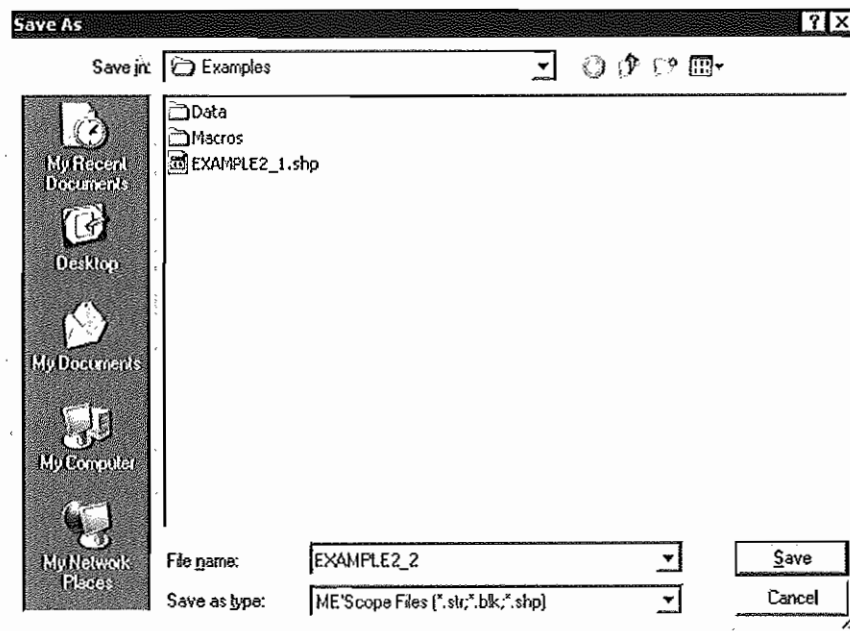 Save As
Save in: Examples
Data
Macros
EXAMPLE2_1.shp
My Recent
Documents
Desktop
My Documents
My Computer
My Network
Places
File name: EXAMPLE2_2 Save
Save as type: ME'Scope Files (*.str;*.blk;*.shp) Cancel